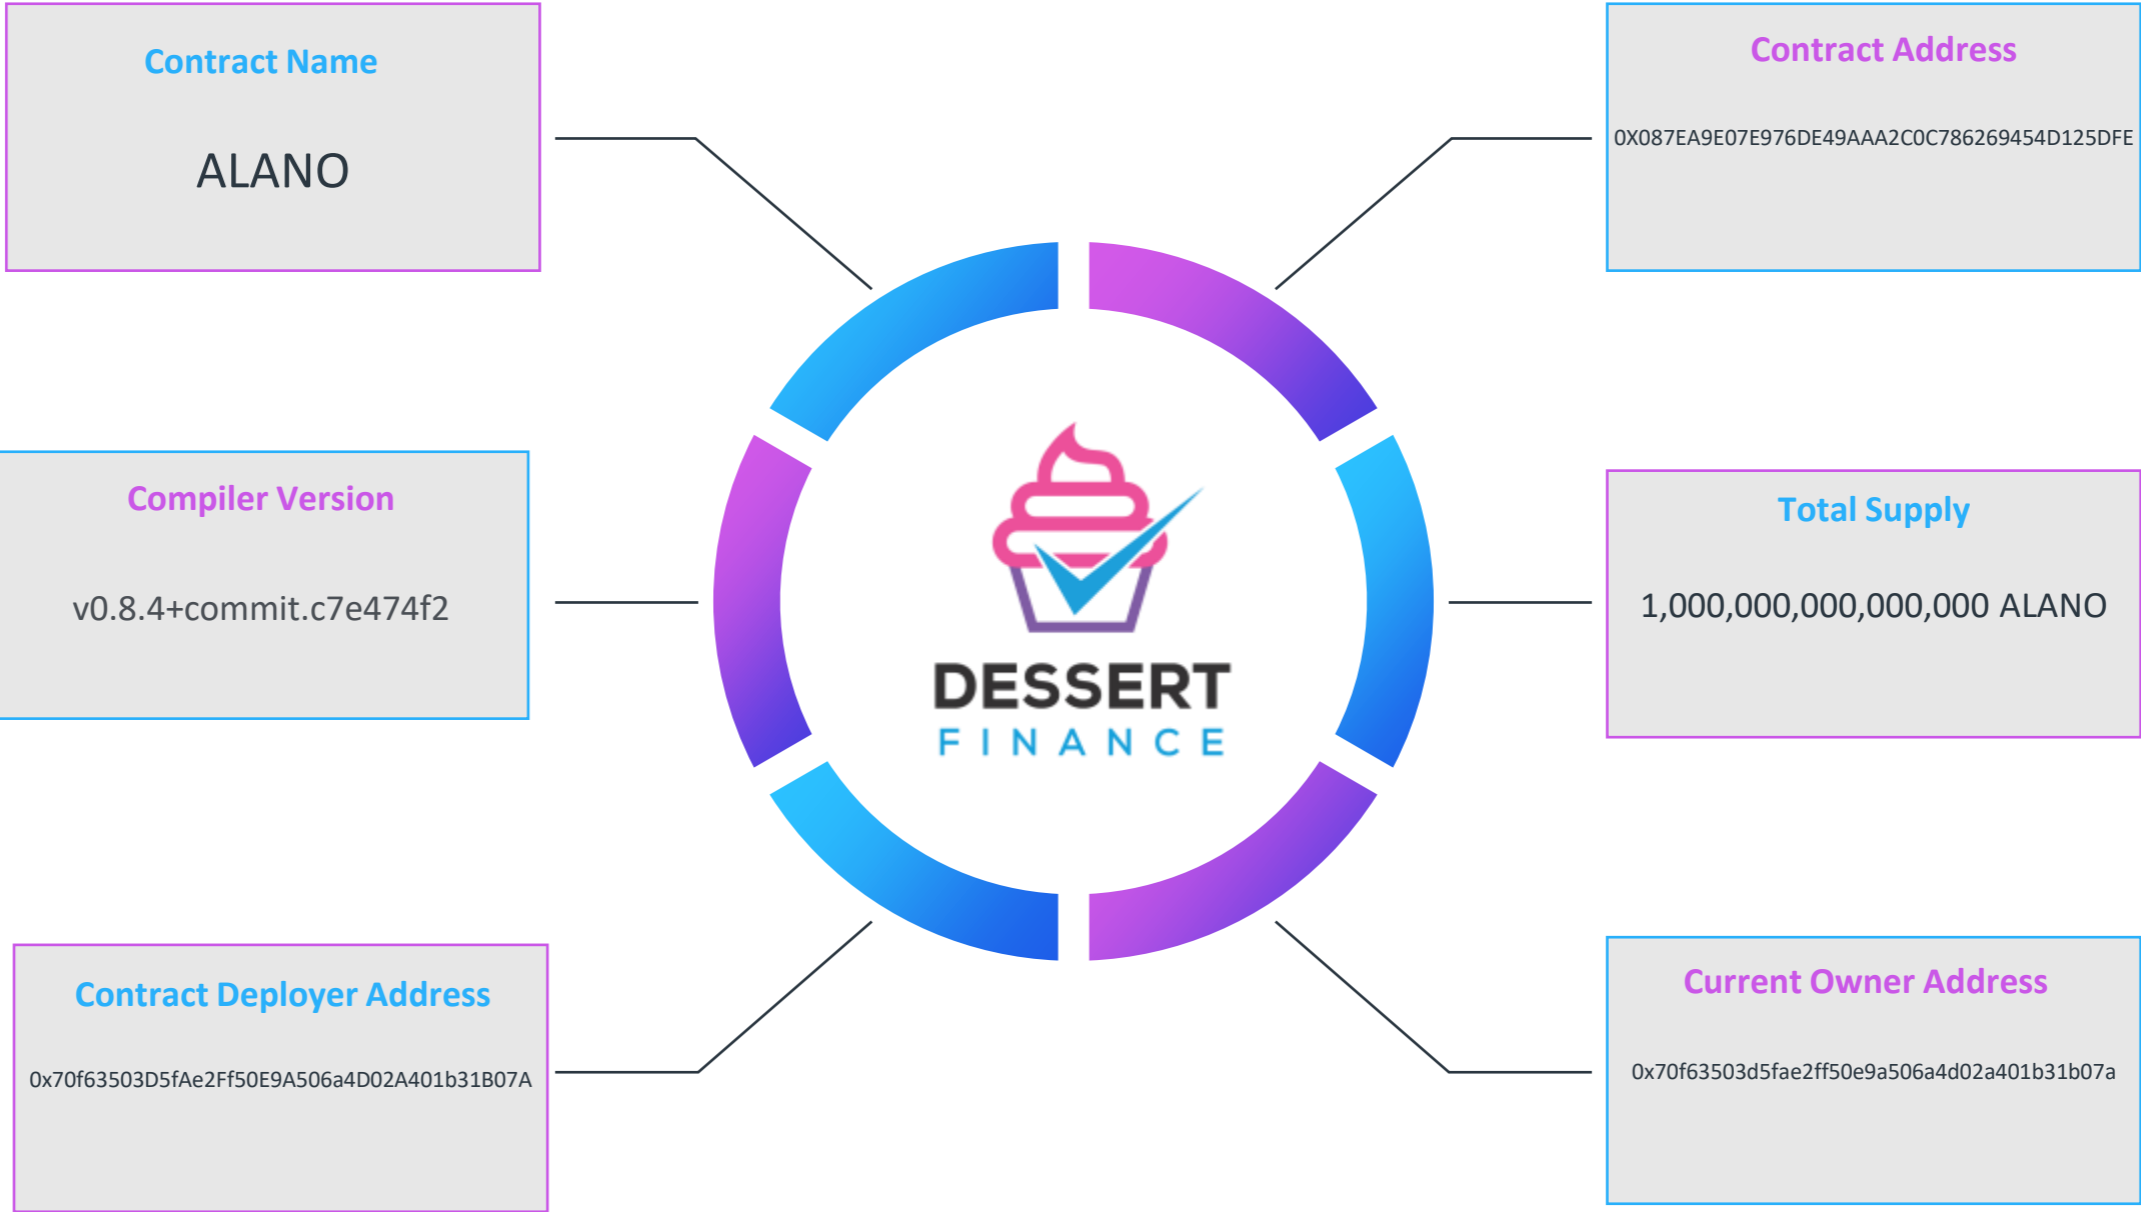 Contract Name
ALANO
Contract Address
0X087EA9E07E976DE49AAA2C0C786269454D125DFE
Compiler Version
v0.8.4+commit.c7e474f2
Total Supply
1,000,000,000,000,000 ALANO
DESSERT
FINANCE
Contract Deployer Address
0x70f63503D5fAe2Ff50E9A506a4D02A401b31B07A
Current Owner Address
0x70f63503d5fae2ff50e9a506a4d02a401b31b07a